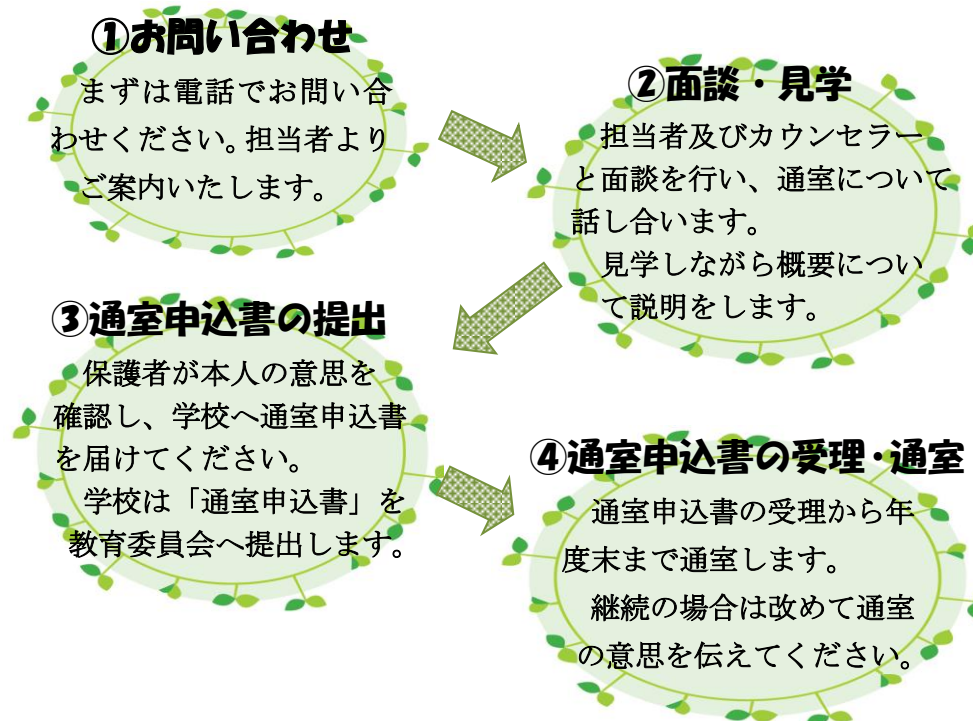 ①お問い合わせ
まずは電話でお問い合
わせください。担当者より
ご案内いたします。
②面談・見学
担当者及びカウンセラー
と面談を行い、通室について
話し合います。
見学しながら概要につい
て説明をします。
③通室申込書の提出
保護者が本人の意思を
確認し、学校へ通室申込書
を届けてください。
学校は「通室申込書」を
教育委員会へ提出します。
④通室申込書の受理・通室
通室申込書の受理から年
度末まで通室します。
継続の場合は改めて通室
の意思を伝えてください。